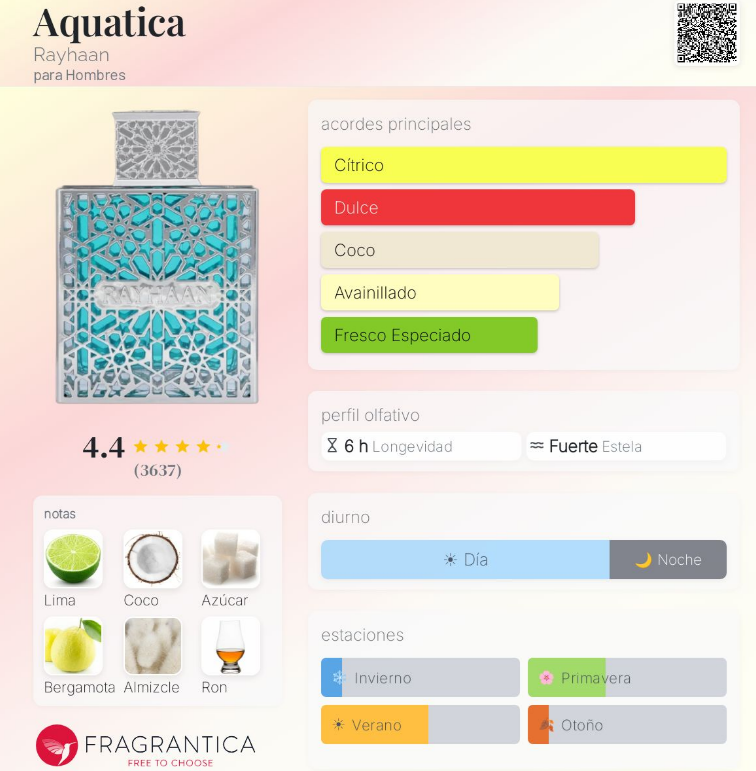 Aquatica
Rayhaan
para Hombres
RAYHAAN
4.4
(3637)
notas
Lima Coco Azúcar
Bergamota Almizcle Ron
FRAGRANTICA
FREE TO CHOOSE
acordes principales
Cítrico
Dulce
Coco
Avainillado
Fresco Especiado
perfil olfativo
6 h Longevidad Fuerte Estela
diurno
Día Noche
estaciones
Invierno Primavera
Verano Otoño